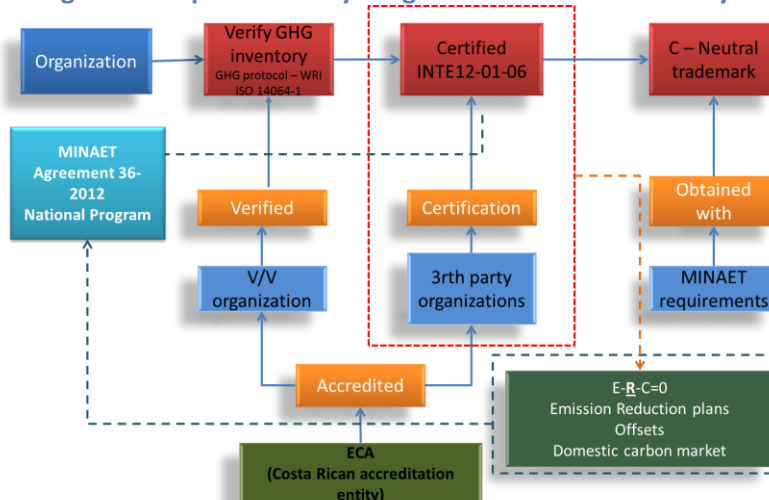 Organization
Verify GHG
inventory
GHG protocol – WRI
ISO 14064-1
Certified
INTE12-01-06
C – Neutral
trademark
MINAET
Agreement 36-
2012
National Program
Verified
Certification
Obtained
with
V/V
organization
3rth party
organizations
MINAET
requirements
Accredited
E-R-C=0
Emission Reduction plans
Offsets
Domestic carbon market
ECA
(Costa Rican accreditation
entity)